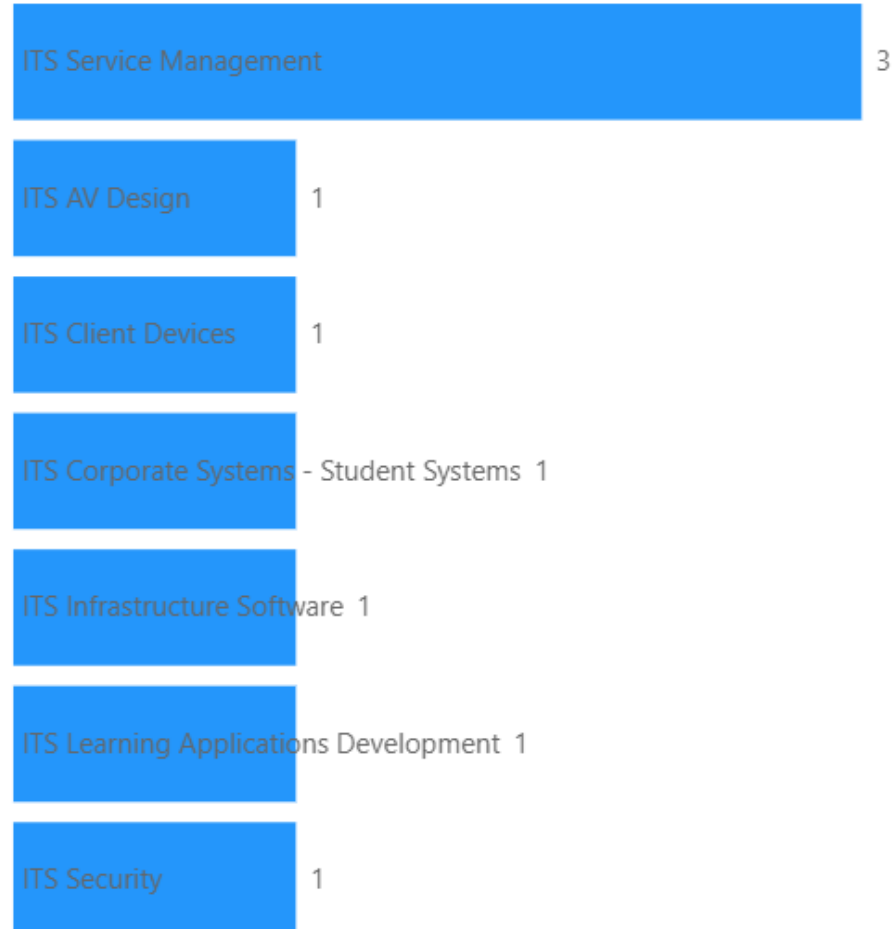 ITS Service Management 3
ITS AV Design 1
ITS Client Devices 1
ITS Corporate Systems - Student Systems 1
ITS Infrastructure Software 1
ITS Learning Applications Development 1
ITS Security 1